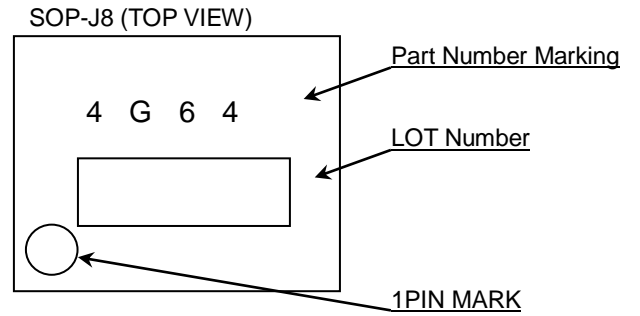 SOP-J8 (TOP VIEW)
Part Number Marking
4 G 6 4
LOT Number
1PIN MARK